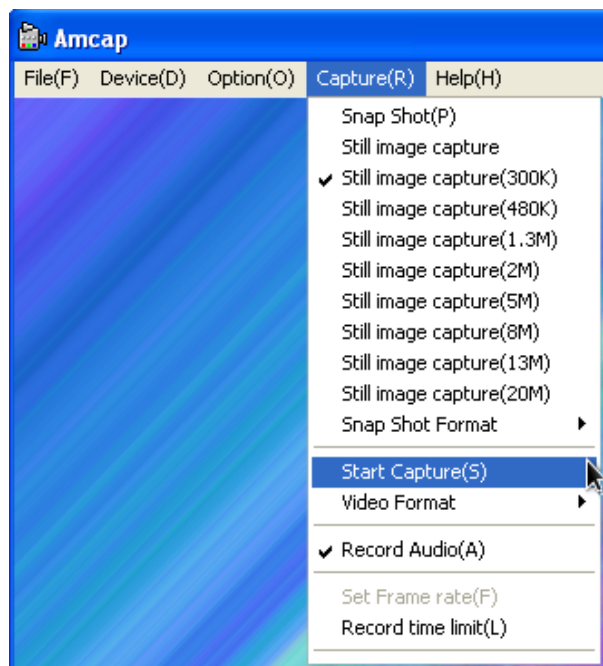 Amcap
File(F) Device(D) Option(O) Capture(R) Help(H)
Snap Shot(P)
Still image capture
Still image capture(300K)
Still image capture(480K)
Still image capture(1.3M)
Still image capture(2M)
Still image capture(5M)
Still image capture(8M)
Still image capture(13M)
Still image capture(20M)
Snap Shot Format
Start Capture(S)
Video Format
Record Audio(A)
Set Frame rate(F)
Record time limit(L)